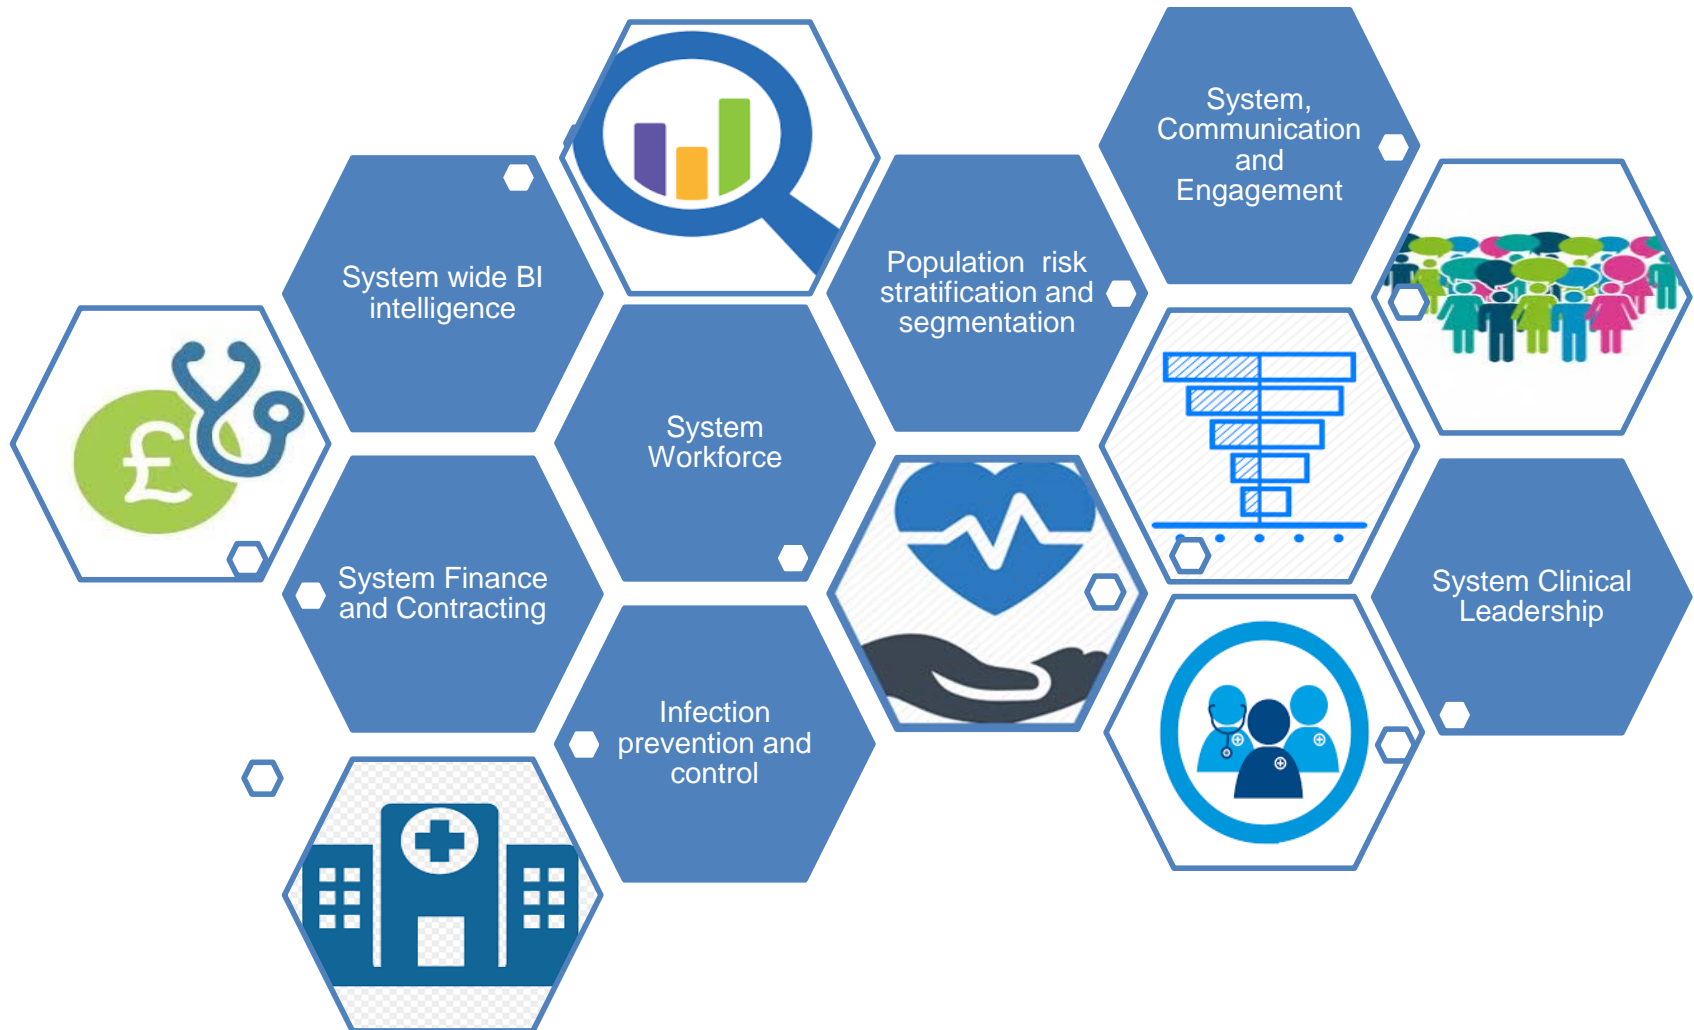 System,
Communication
and
Engagement
System wide BI
intelligence
Population  risk
stratification and
segmentation
System
Workforce
£
System Finance
and Contracting
System Clinical
Leadership
Infection
prevention and
control